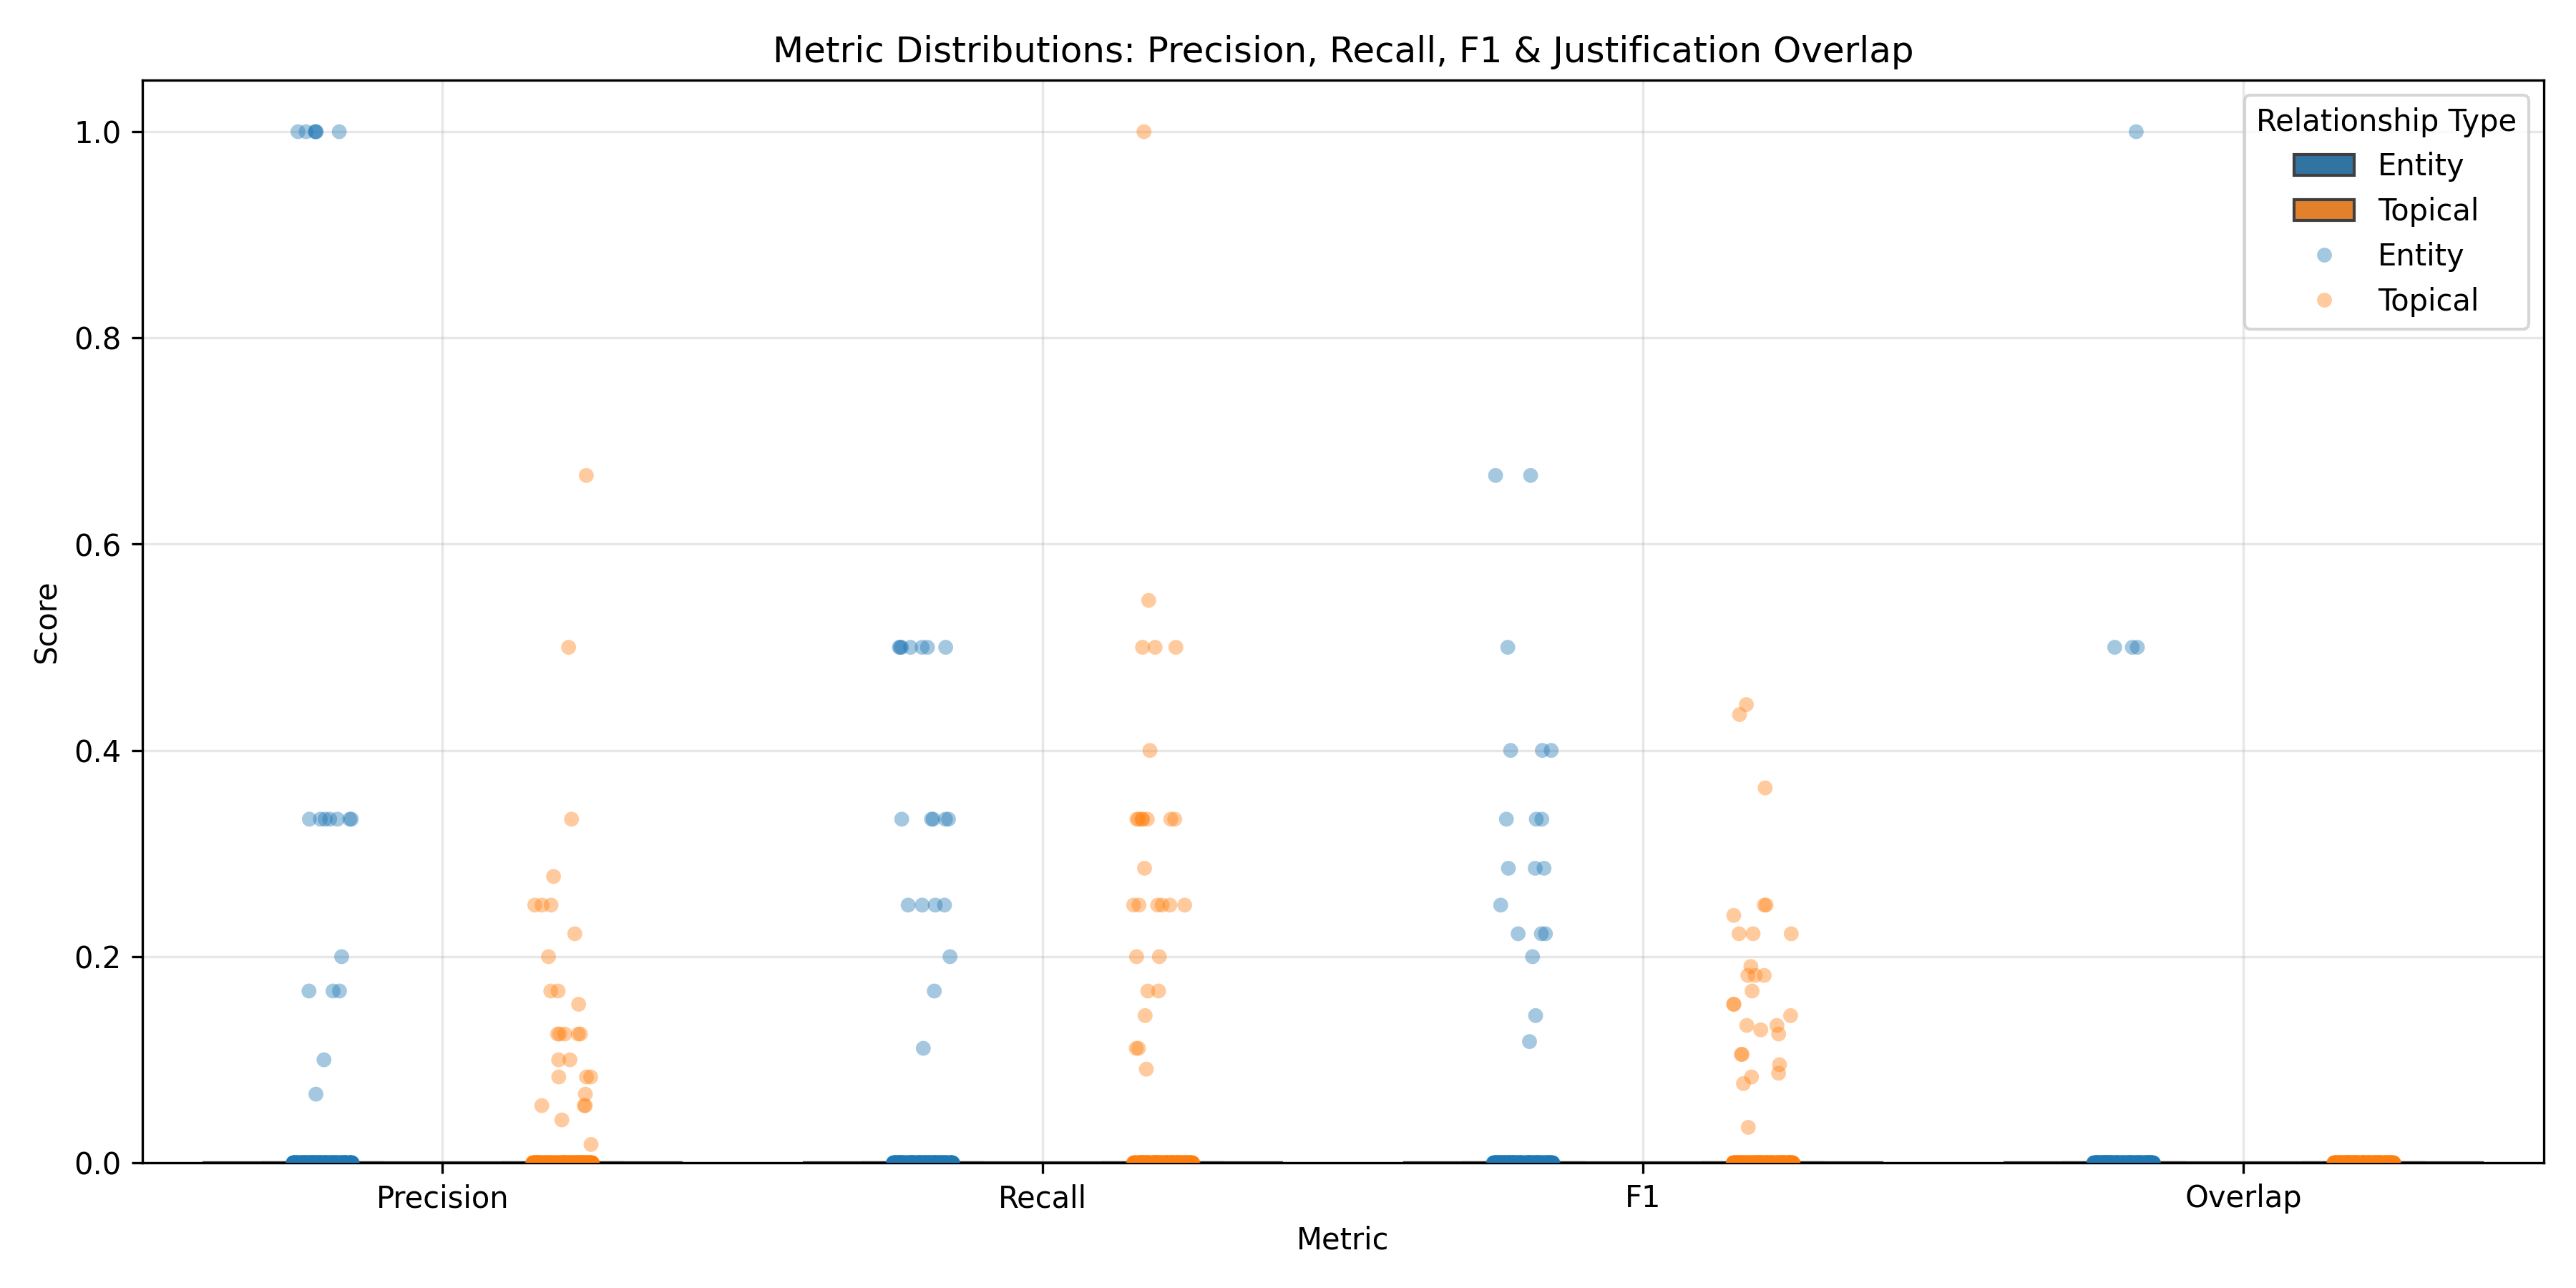 Metric Distributions: Precision, Recall, F1 & Justification Overlap
Score
1.0
0.8
0.6
0.4
0.2
0.0
Relationship Type
Entity
Topical
Entity
Topical
Precision
Recall
F1
Overlap
Metric